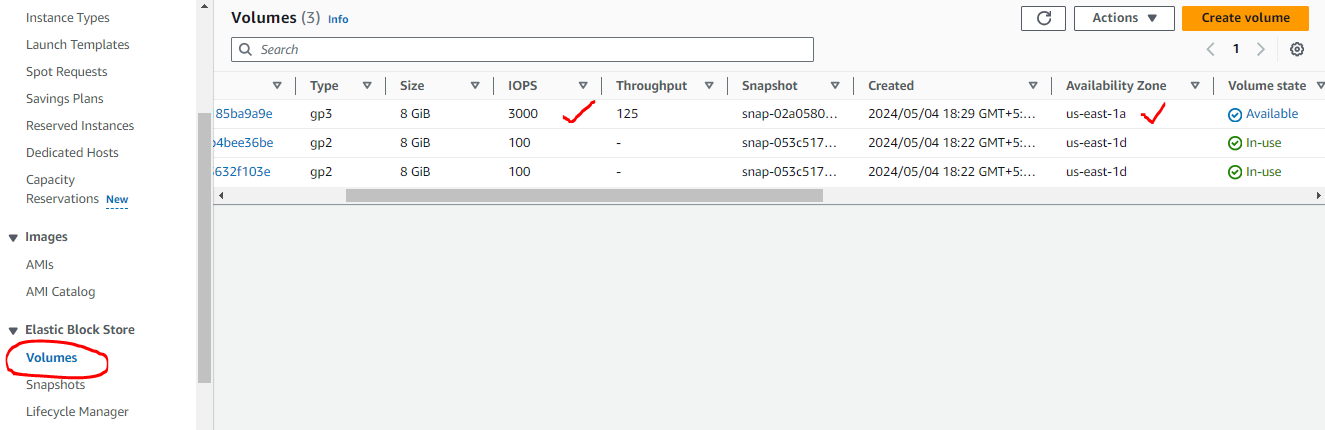 Instance Types
Launch Templates
Spot Requests
Savings Plans
Reserved Instances
Dedicated Hosts
Capacity
Reservations New
Images
AMIs
AMI Catalog
Elastic Block Store
Volumes
Snapshots
Lifecycle Manager
Volumes (3) Info
Actions
Create volume
Search
1
Type Size IOPS Throughput Snapshot Created Availability Zone Volume state
85ba9a9e gp3 8 GiB 3000 125 snap-02a0580... 2024/05/04 18:29 GMT+5:... us-east-1a Available
b4bee36be gp2 8 GiB 100 - snap-053c517... 2024/05/04 18:22 GMT+5:... us-east-1d In-use
632f103e gp2 8 GiB 100 - snap-053c517... 2024/05/04 18:22 GMT+5:... us-east-1d In-use